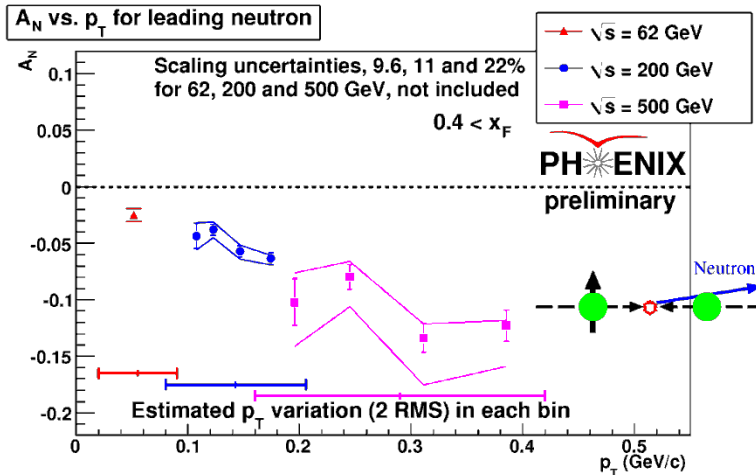 A_N vs. p_T for leading neutron
√s = 62 GeV
√s = 200 GeV
√s = 500 GeV
Scaling uncertainties, 9.6, 11 and 22%
for 62, 200 and 500 GeV, not included
0.4 < x_F
PHENIX
preliminary
A_N
0.1
0.05
0
-0.05
-0.1
-0.15
-0.2
Neutron
Estimated p_T variation (2 RMS) in each bin
0
0.1
0.2
0.3
0.4
0.5
p_T (GeV/c)